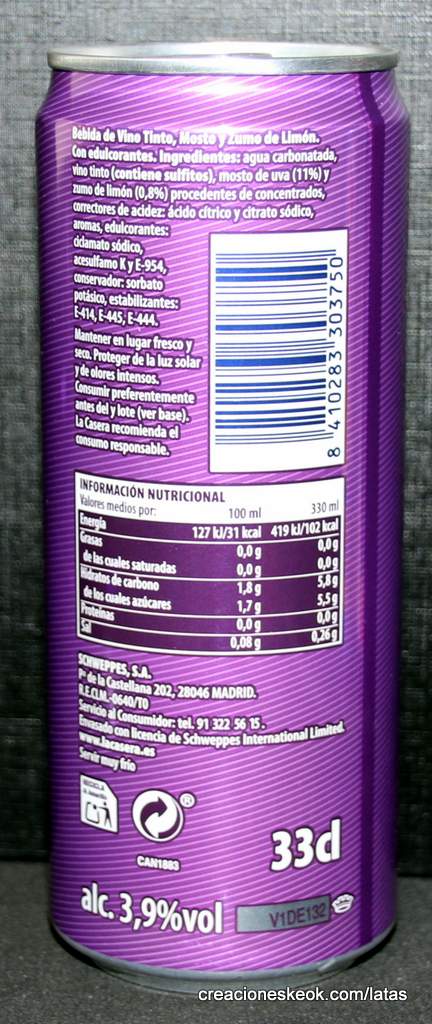 Bebida de Vino Tinto, Mosto y Zumo de Limón.
Con edulcorantes. Ingredientes: agua carbonatada,
vino tinto (contiene sulfitos), mosto de uva (11%) y
zumo de limón (0,8%) procedentes de concentrados,
correctores de acidez: ácido cítrico y citrato sódico,
aromas, edulcorantes:
ciclamato sódico,
acesulfamo K y E-954,
conservador: sorbato
potásico, estabilizantes:
E-414, E-445, E-444.
Mantener en lugar fresco y
seco. Proteger de la luz solar
y de olores intensos.
Consumir preferentemente
antes del y lote (ver base).
La Casera recomienda el
consumo responsable.
8 410283 303750
INFORMACIÓN NUTRICIONAL
Valores medios por: 100 ml 330 ml
Energía 127 kJ/31 kcal 419 kJ/102 kcal
Grasas 0,0 g 0,0 g
de las cuales saturadas 0,0 g 0,0 g
Hidratos de carbono 1,8 g 5,8 g
de los cuales azúcares 1,7 g 5,5 g
Proteínas 0,0 g 0,0 g
Sal 0,08 g 0,26 g
SCHWEPPES, S.A.
Pº de la Castellana 202, 28046 MADRID.
R.E.C.I.M.-0640/TO
Servicio al Consumidor: tel. 91 322 56 15.
Envasado con licencia de Schweppes International Limited.
www.lacasera.es
Servir muy frío
RECICLA
®
CAN1883
33cl
alc. 3,9%vol
V1DE132
creacioneskeok.com/latas